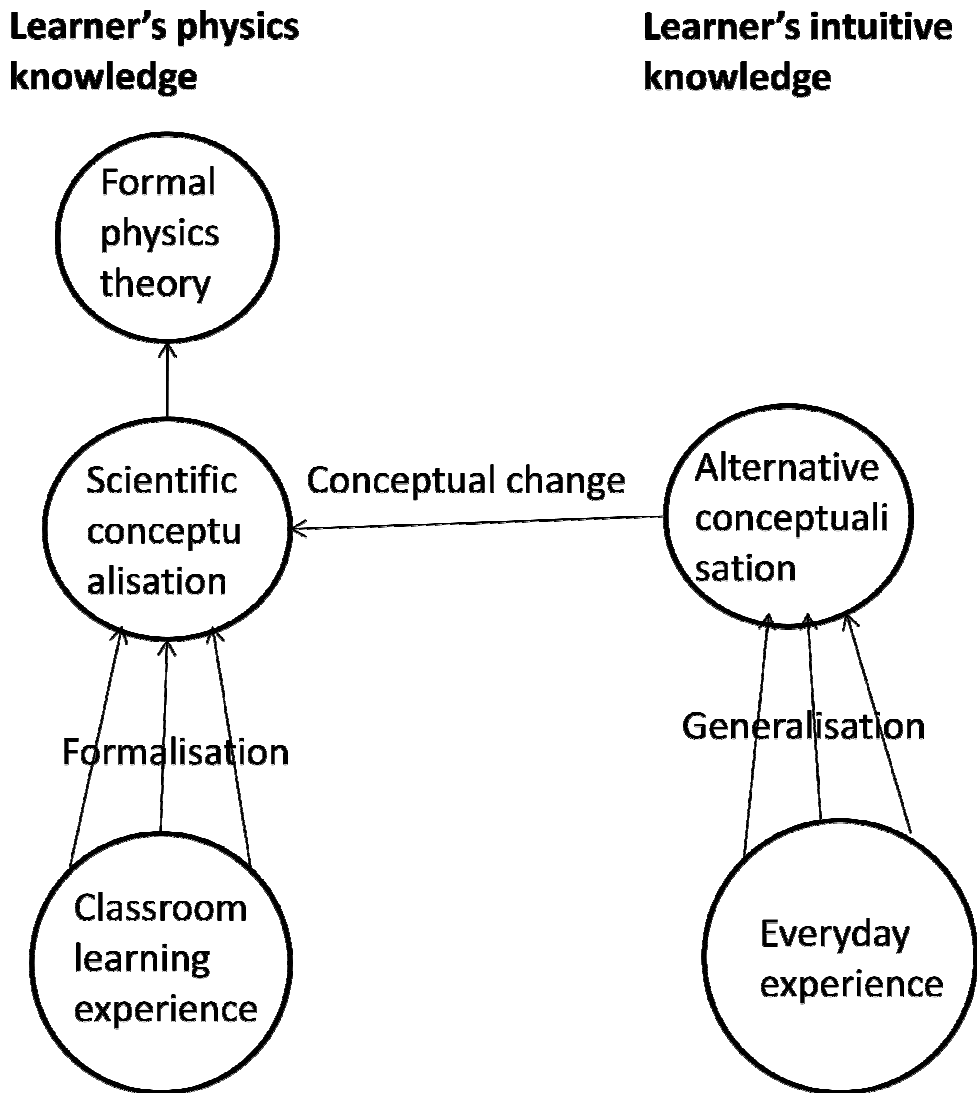 Learner's physics
knowledge
Learner's intuitive
knowledge
Formal
physics
theory
Scientific
conceptu
alisation
Conceptual change
Alternative
conceptuali
sation
Formalisation
Generalisation
Classroom
learning
experience
Everyday
experience